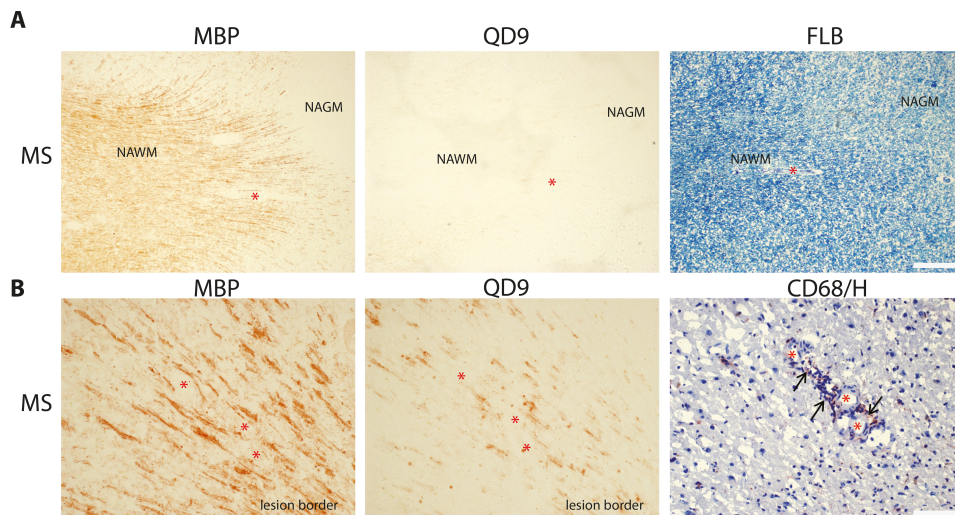 A
MBP
QD9
FLB
MS
NAWM
NAGM
NAWM
NAGM
NAWM
NAGM
*
*
*
B
MBP
QD9
CD68/H
MS
*
*
*
lesion border
*
*
*
lesion border
*
*
*